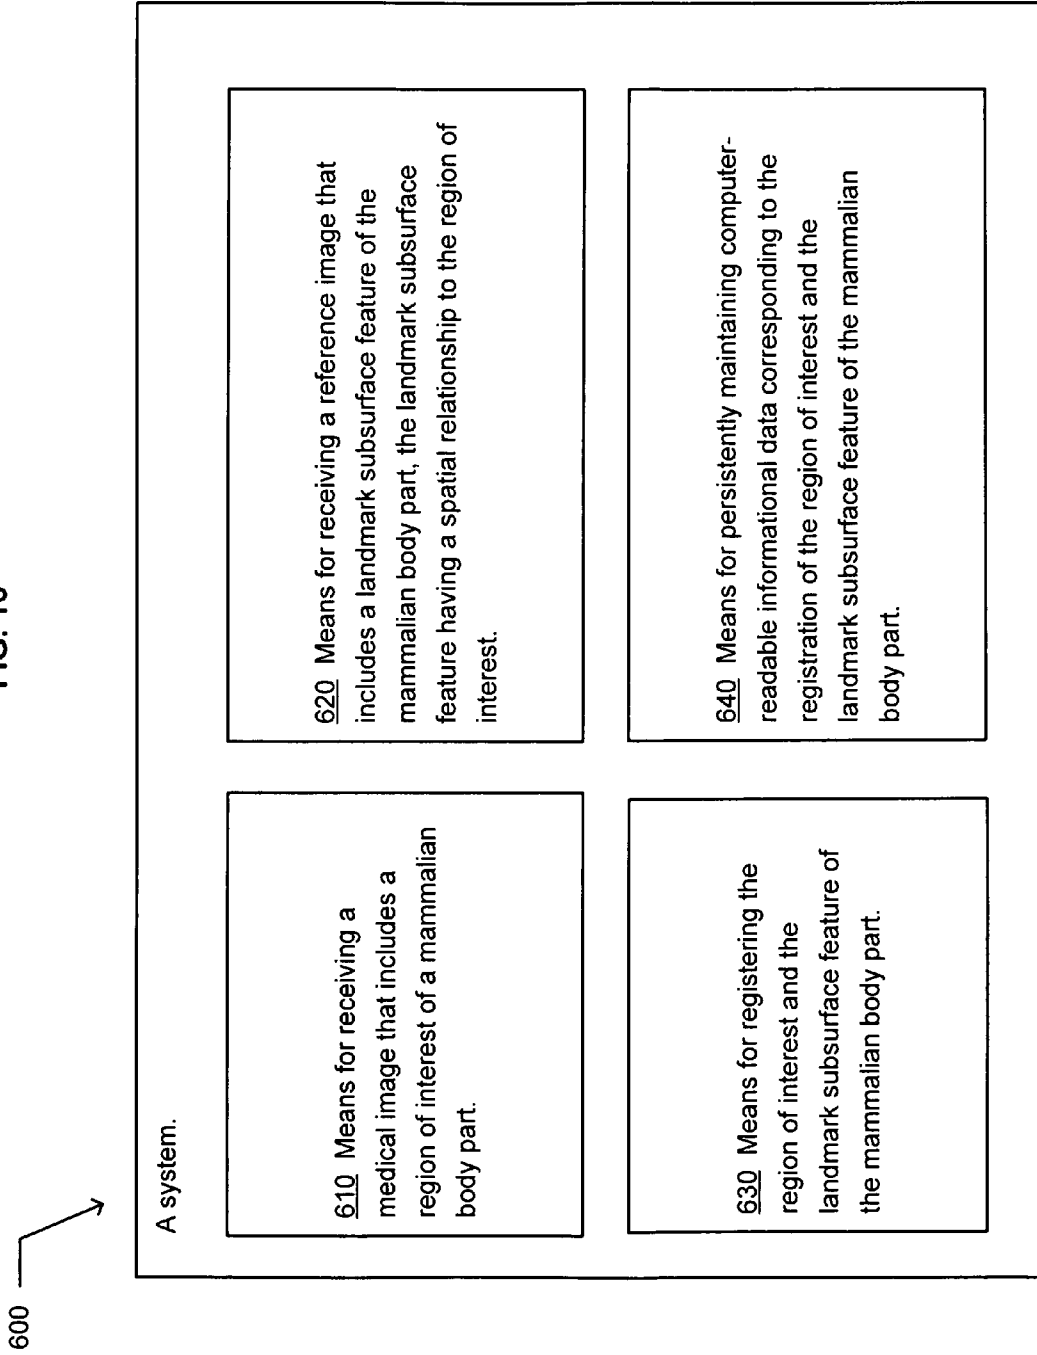 FIG.
600
A system.
610 Means for receiving a
medical image that includes a
region of interest of a mammalian
body part.
620 Means for receiving a reference image that
includes a landmark subsurface feature of the
mammalian body part, the landmark subsurface
feature having a spatial relationship to the region of
interest.
630 Means for registering the
region of interest and the
landmark subsurface feature of
the mammalian body part.
640 Means for persistently maintaining computer-
readable informational data corresponding to the
registration of the region of interest and the
landmark subsurface feature of the mammalian
body part.